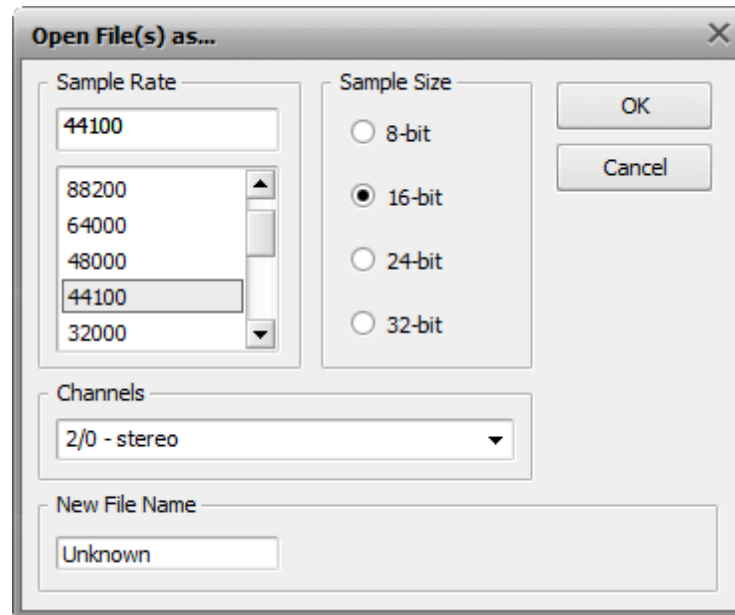 Open File(s) as...
Sample Rate
44100
88200
64000
48000
44100
32000
Sample Size
8-bit
16-bit
24-bit
32-bit
OK
Cancel
Channels
2/0 - stereo
New File Name
Unknown